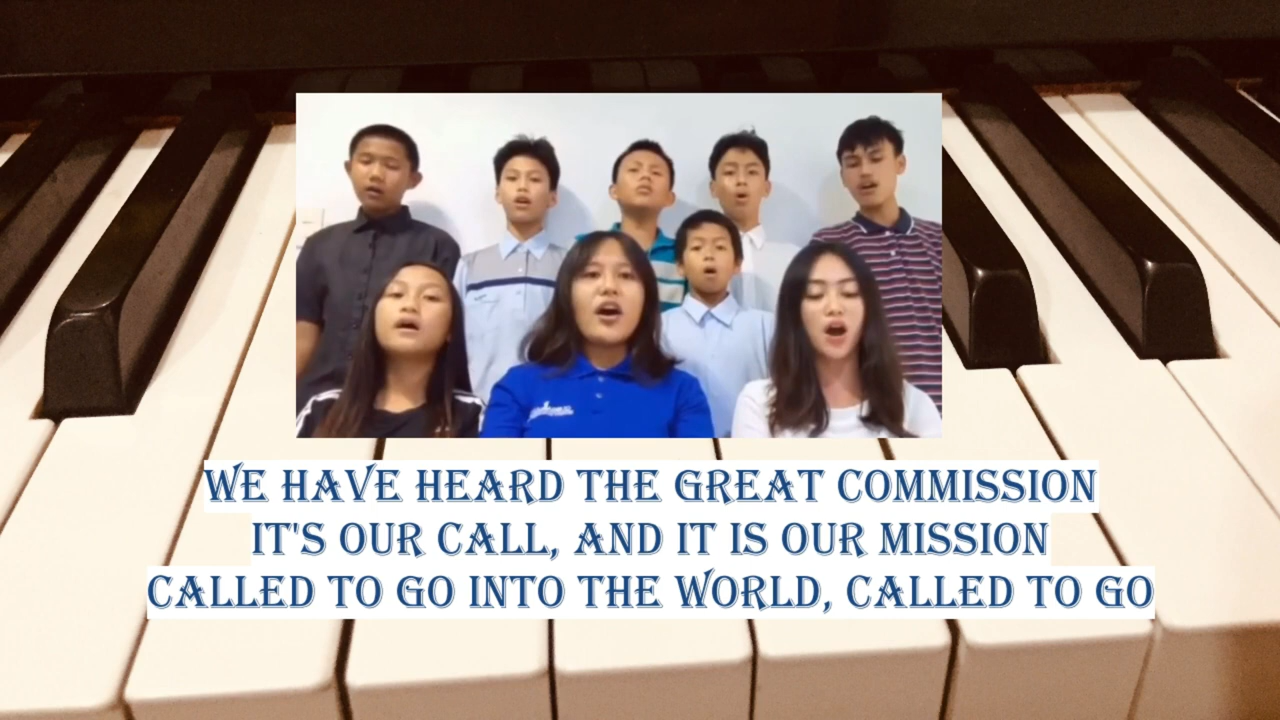 WE HAVE HEARD THE GREAT COMMISSION
IT'S OUR CALL, AND IT IS OUR MISSION
CALLED TO GO INTO THE WORLD, CALLED TO GO